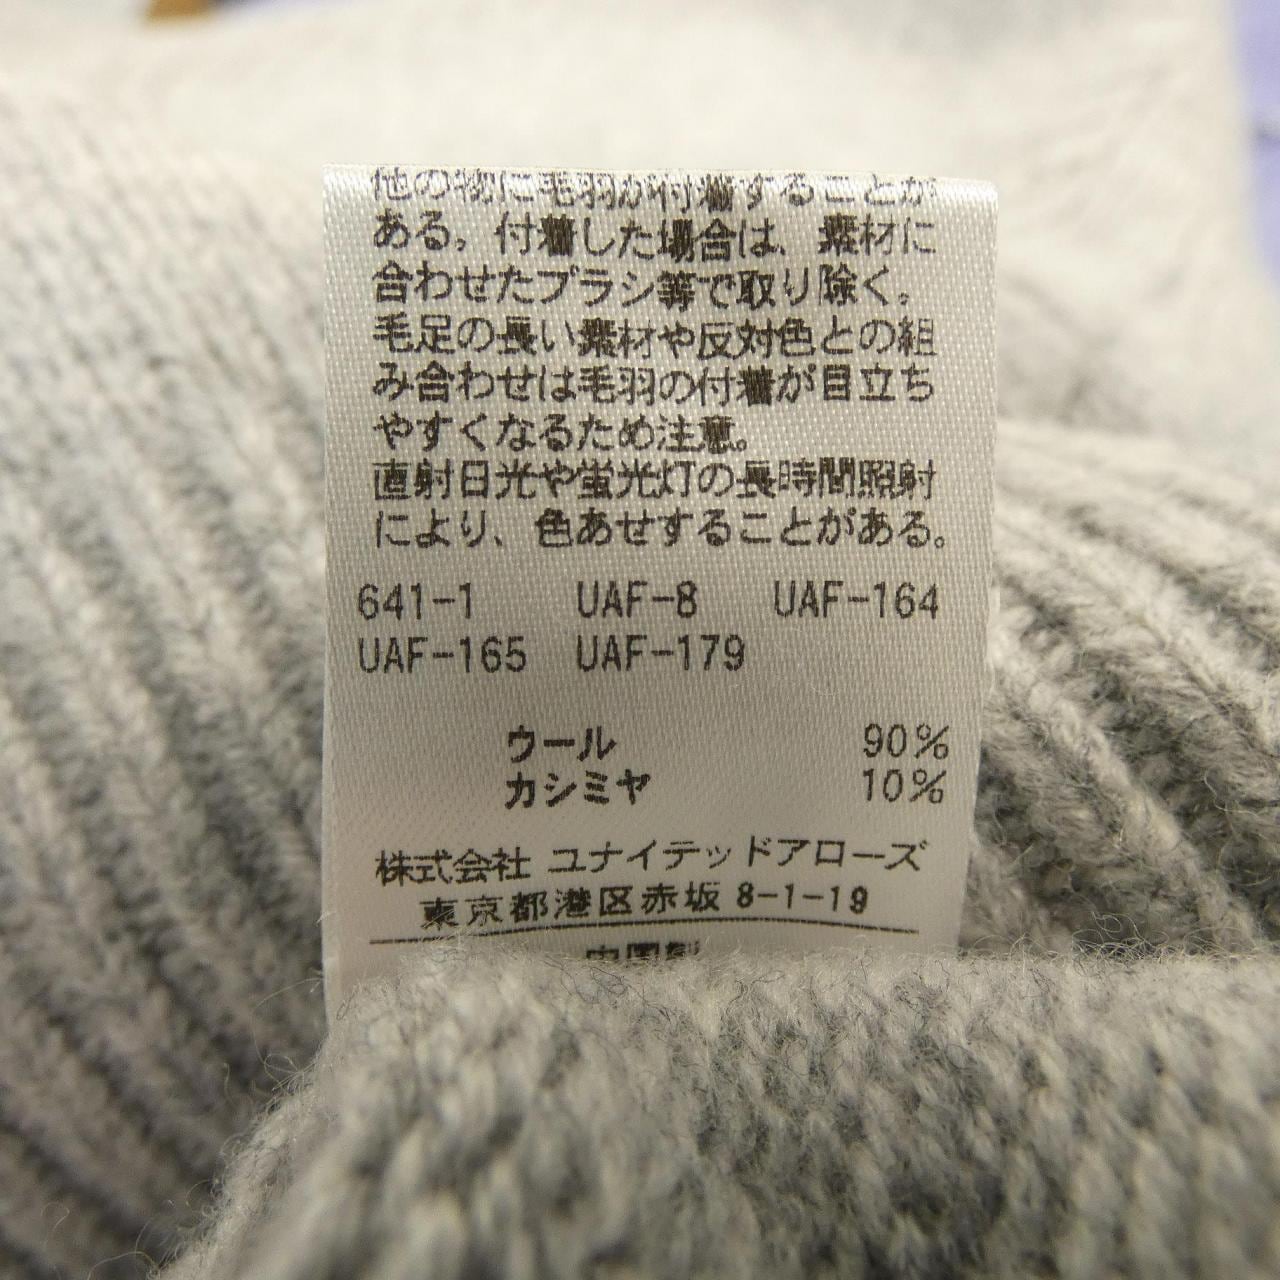 他の物に毛羽が付着することが
ある。付着した場合は、素材に
合わせたブラシ等で取り除く。
毛足の長い素材や反対色との組
み合わせは毛羽の付着が目立ち
やすくなるため注意。
直射日光や蛍光灯の長時間照射
により、色あせすることがある。
641-1 UAF-8 UAF-164
UAF-165 UAF-179
ウール 90%
カシミヤ 10%
株式会社 ユナイテッドアローズ
東京都港区赤坂 8-1-19
中国製